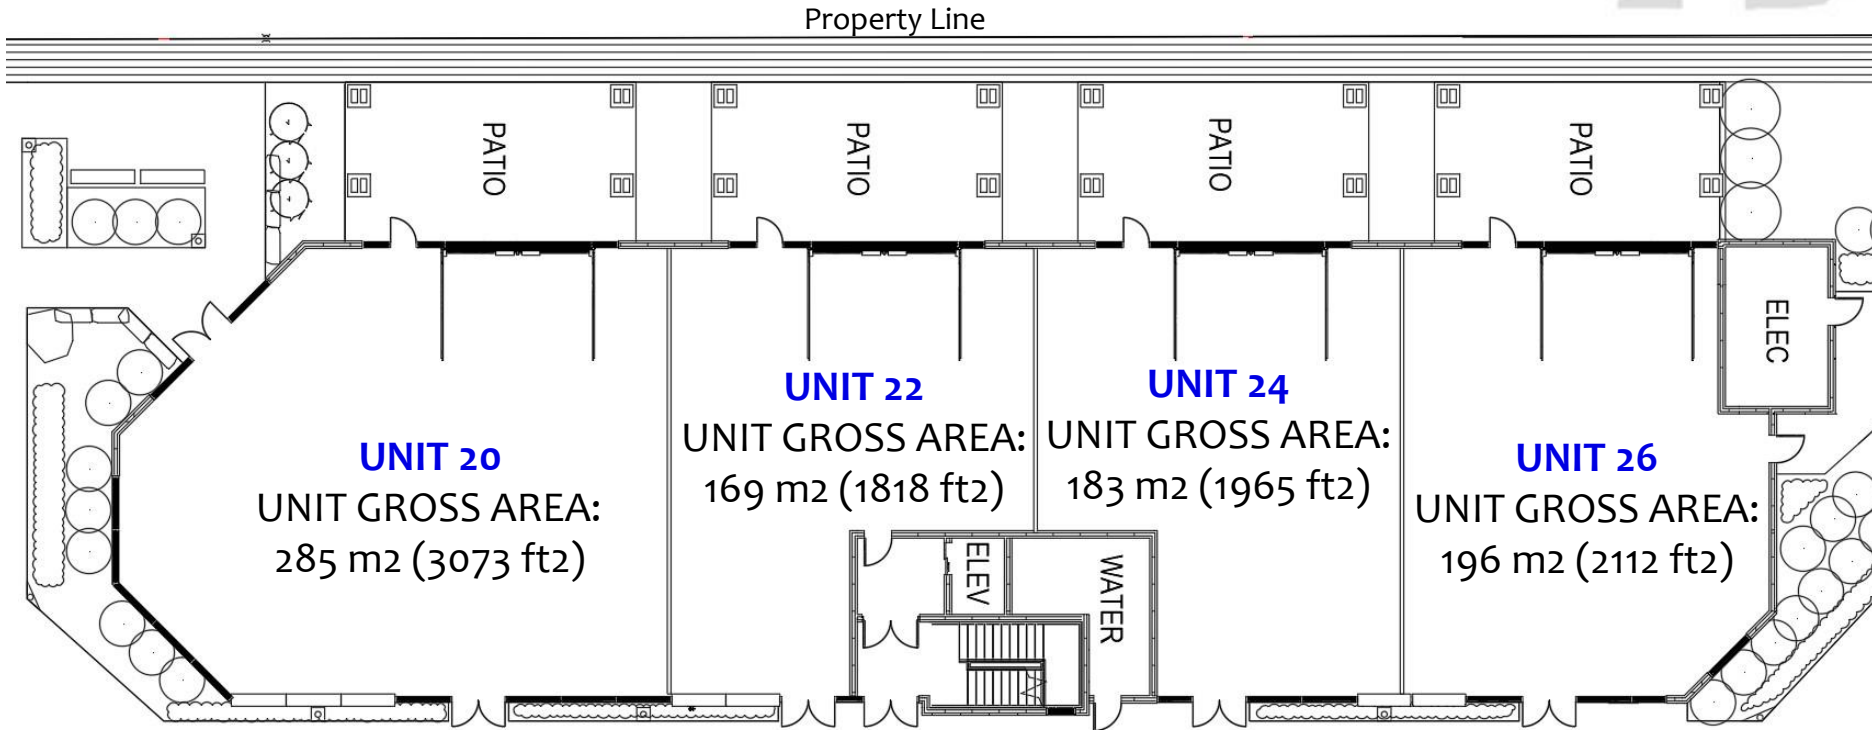 Property Line
PATIO
PATIO
PATIO
PATIO
ELEC
UNIT 20
UNIT GROSS AREA:
285 m2 (3073 ft2)
UNIT 22
UNIT GROSS AREA:
169 m2 (1818 ft2)
UNIT 24
UNIT GROSS AREA:
183 m2 (1965 ft2)
UNIT 26
UNIT GROSS AREA:
196 m2 (2112 ft2)
ELEV
WATER